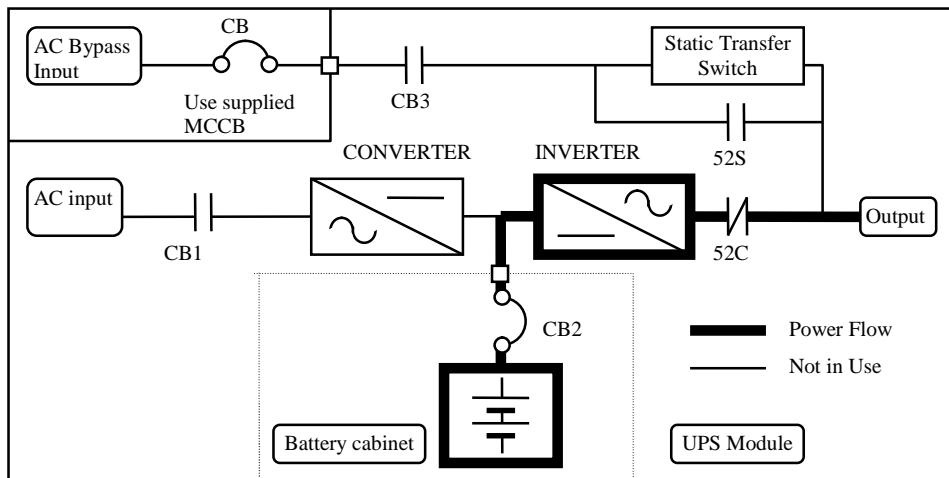 AC Bypass
Input
CB
Use supplied
MCCB
CB3
Static Transfer
Switch
52S
CONVERTER
INVERTER
AC input
CB1
52C
Output
CB2
Power Flow
Not in Use
Battery cabinet
UPS Module